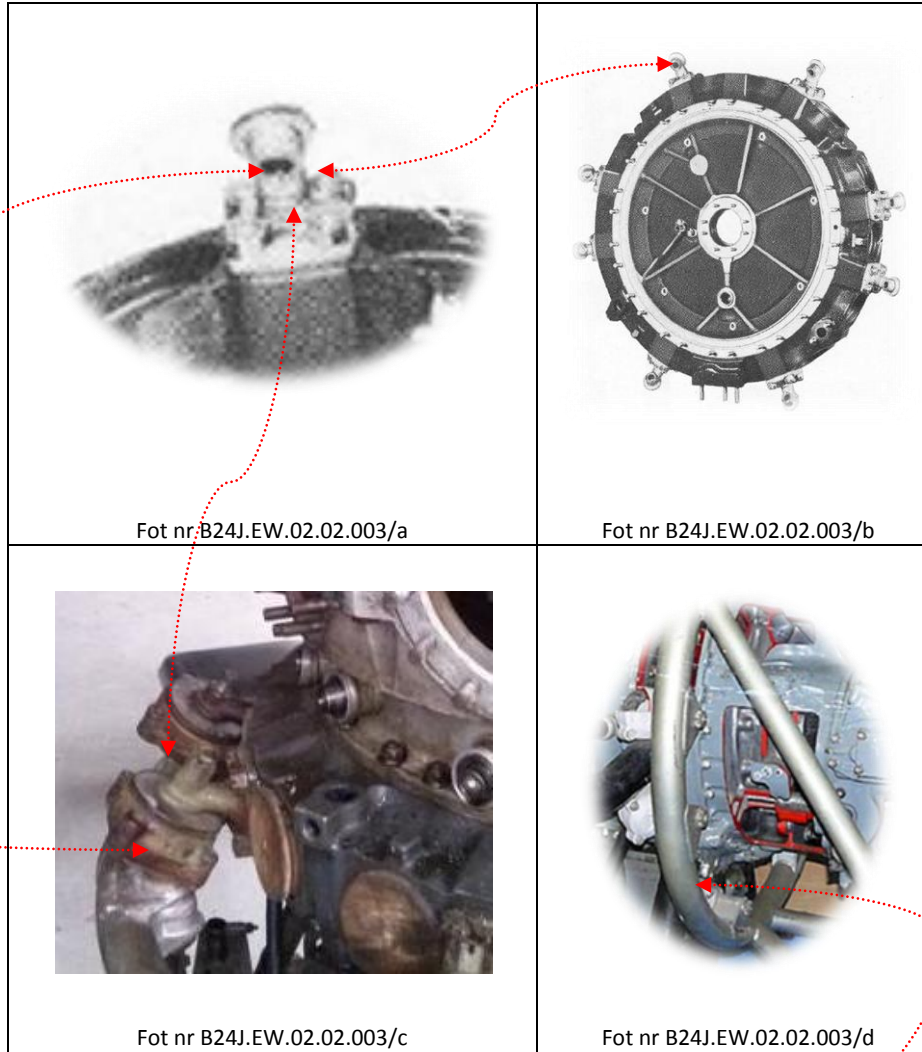 Fot nr B24J.EW.02.02.003/a
Fot nr B24J.EW.02.02.003/b
Fot nr B24J.EW.02.02.003/c
Fot nr B24J.EW.02.02.003/d